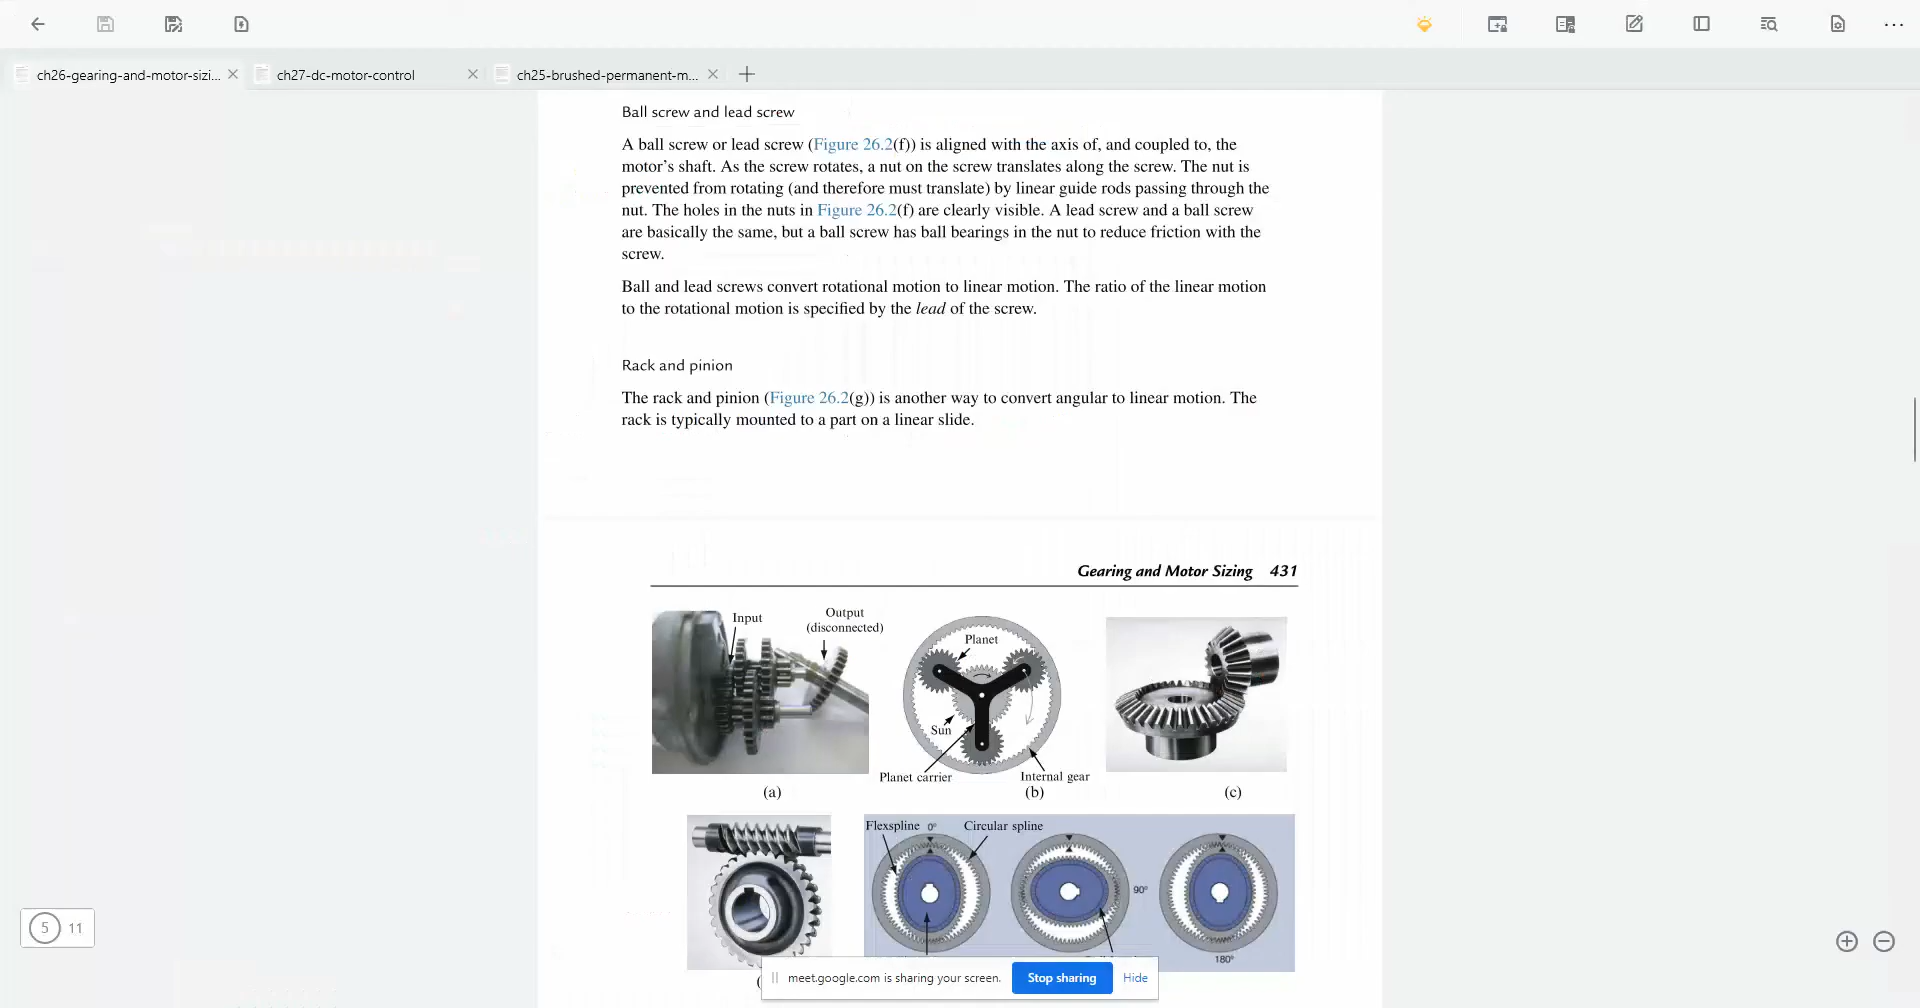 ch26-gearing-and-motor-sizi...
ch27-dc-motor-control
ch25-brushed-permanent-m...
Ball screw and lead screw
A ball screw or lead screw (Figure 26.2(f)) is aligned with the axis of, and coupled to, the
motor's shaft. As the screw rotates, a nut on the screw translates along the screw. The nut is
prevented from rotating (and therefore must translate) by linear guide rods passing through the
nut. The holes in the nuts in Figure 26.2(f) are clearly visible. A lead screw and a ball screw
are basically the same, but a ball screw has ball bearings in the nut to reduce friction with the
screw.
Ball and lead screws convert rotational motion to linear motion. The ratio of the linear motion
to the rotational motion is specified by the lead of the screw.
Rack and pinion
The rack and pinion (Figure 26.2(g)) is another way to convert angular to linear motion. The
rack is typically mounted to a part on a linear slide.
Gearing and Motor Sizing 431
Input
Output
(disconnected)
Planet
Sun
Planet carrier
Internal gear
(a)
(b)
(c)
Flexspline
0°
Circular spline
90°
180°
5 11
meet.google.com is sharing your screen.
Stop sharing
Hide